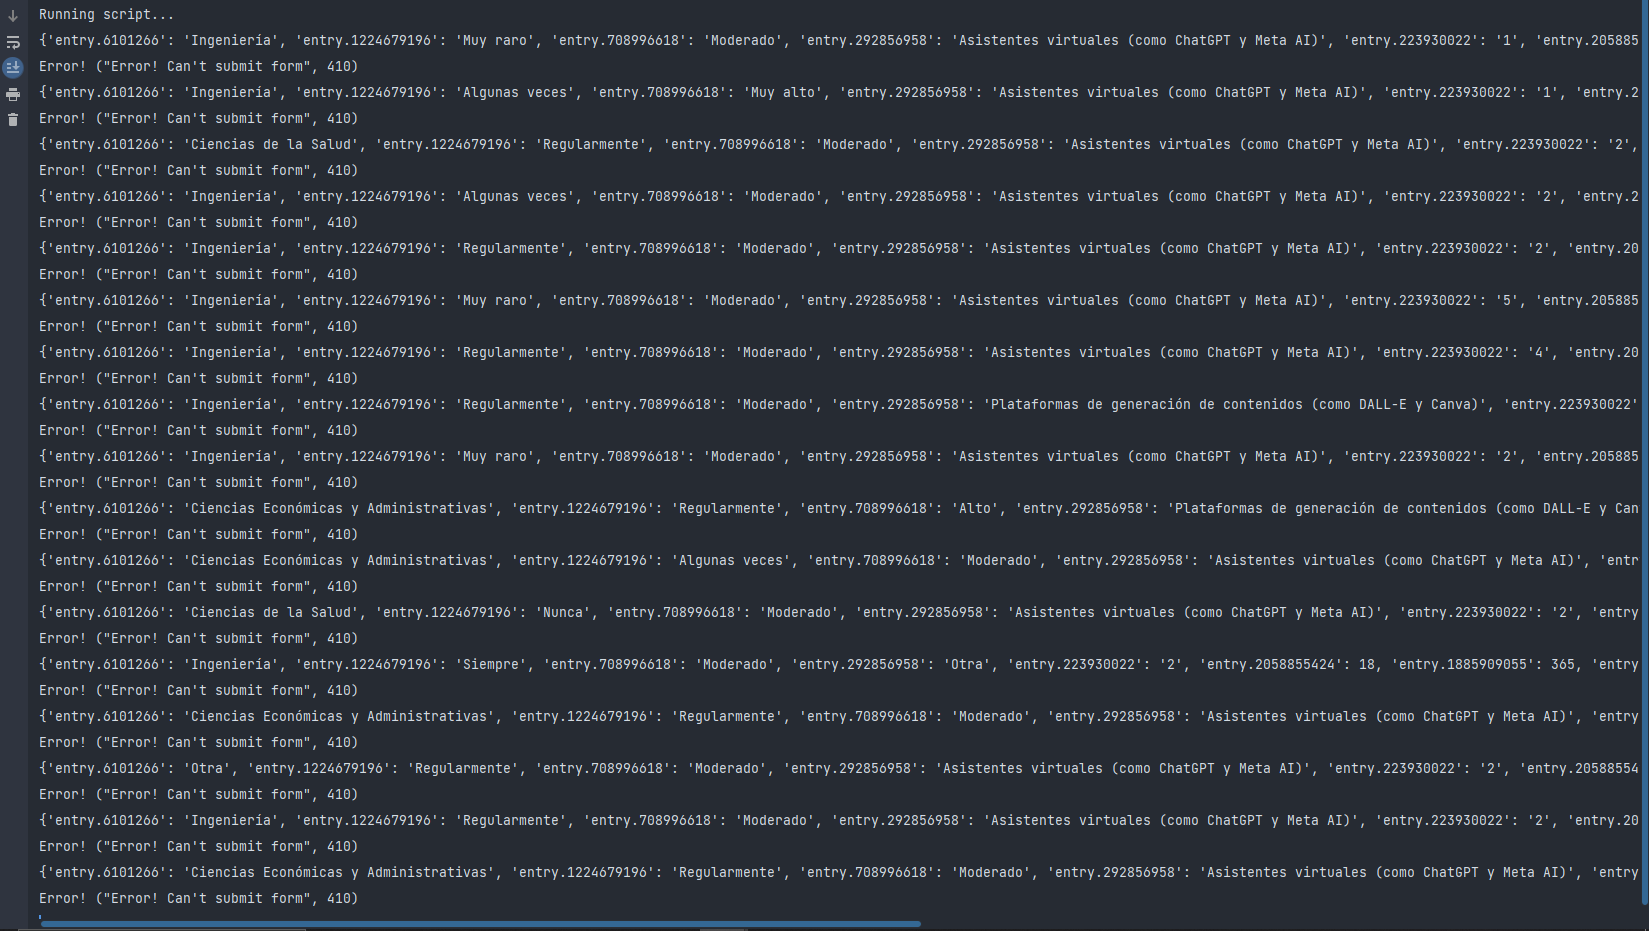 Running script...
{'entry.6101266': 'Ingeniería', 'entry.1224679196': 'Muy raro', 'entry.708996618': 'Moderado', 'entry.292856958': 'Asistentes virtuales (como ChatGPT y Meta AI)', 'entry.223930022': '1', 'entry.205885
Error! ("Error! Can't submit form", 410)
{'entry.6101266': 'Ingeniería', 'entry.1224679196': 'Algunas veces', 'entry.708996618': 'Muy alto', 'entry.292856958': 'Asistentes virtuales (como ChatGPT y Meta AI)', 'entry.223930022': '1', 'entry.2
Error! ("Error! Can't submit form", 410)
{'entry.6101266': 'Ciencias de la Salud', 'entry.1224679196': 'Regularmente', 'entry.708996618': 'Moderado', 'entry.292856958': 'Asistentes virtuales (como ChatGPT y Meta AI)', 'entry.223930022': '2',
Error! ("Error! Can't submit form", 410)
{'entry.6101266': 'Ingeniería', 'entry.1224679196': 'Algunas veces', 'entry.708996618': 'Moderado', 'entry.292856958': 'Asistentes virtuales (como ChatGPT y Meta AI)', 'entry.223930022': '2', 'entry.2
Error! ("Error! Can't submit form", 410)
{'entry.6101266': 'Ingeniería', 'entry.1224679196': 'Regularmente', 'entry.708996618': 'Moderado', 'entry.292856958': 'Asistentes virtuales (como ChatGPT y Meta AI)', 'entry.223930022': '2', 'entry.20
Error! ("Error! Can't submit form", 410)
{'entry.6101266': 'Ingeniería', 'entry.1224679196': 'Muy raro', 'entry.708996618': 'Moderado', 'entry.292856958': 'Asistentes virtuales (como ChatGPT y Meta AI)', 'entry.223930022': '5', 'entry.205885
Error! ("Error! Can't submit form", 410)
{'entry.6101266': 'Ingeniería', 'entry.1224679196': 'Regularmente', 'entry.708996618': 'Moderado', 'entry.292856958': 'Asistentes virtuales (como ChatGPT y Meta AI)', 'entry.223930022': '4', 'entry.20
Error! ("Error! Can't submit form", 410)
{'entry.6101266': 'Ingeniería', 'entry.1224679196': 'Regularmente', 'entry.708996618': 'Moderado', 'entry.292856958': 'Plataformas de generación de contenidos (como DALL-E y Canva)', 'entry.223930022'
Error! ("Error! Can't submit form", 410)
{'entry.6101266': 'Ingeniería', 'entry.1224679196': 'Muy raro', 'entry.708996618': 'Moderado', 'entry.292856958': 'Asistentes virtuales (como ChatGPT y Meta AI)', 'entry.223930022': '2', 'entry.205885
Error! ("Error! Can't submit form", 410)
{'entry.6101266': 'Ciencias Económicas y Administrativas', 'entry.1224679196': 'Regularmente', 'entry.708996618': 'Alto', 'entry.292856958': 'Plataformas de generación de contenidos (como DALL-E y Can
Error! ("Error! Can't submit form", 410)
{'entry.6101266': 'Ciencias Económicas y Administrativas', 'entry.1224679196': 'Algunas veces', 'entry.708996618': 'Moderado', 'entry.292856958': 'Asistentes virtuales (como ChatGPT y Meta AI)', 'entr
Error! ("Error! Can't submit form", 410)
{'entry.6101266': 'Ciencias de la Salud', 'entry.1224679196': 'Nunca', 'entry.708996618': 'Moderado', 'entry.292856958': 'Asistentes virtuales (como ChatGPT y Meta AI)', 'entry.223930022': '2', 'entry
Error! ("Error! Can't submit form", 410)
{'entry.6101266': 'Ingeniería', 'entry.1224679196': 'Siempre', 'entry.708996618': 'Moderado', 'entry.292856958': 'Otra', 'entry.223930022': '2', 'entry.2058855424': 18, 'entry.1885909055': 365, 'entry
Error! ("Error! Can't submit form", 410)
{'entry.6101266': 'Ciencias Económicas y Administrativas', 'entry.1224679196': 'Regularmente', 'entry.708996618': 'Moderado', 'entry.292856958': 'Asistentes virtuales (como ChatGPT y Meta AI)', 'entry
Error! ("Error! Can't submit form", 410)
{'entry.6101266': 'Otra', 'entry.1224679196': 'Regularmente', 'entry.708996618': 'Moderado', 'entry.292856958': 'Asistentes virtuales (como ChatGPT y Meta AI)', 'entry.223930022': '2', 'entry.20588554
Error! ("Error! Can't submit form", 410)
{'entry.6101266': 'Ingeniería', 'entry.1224679196': 'Regularmente', 'entry.708996618': 'Moderado', 'entry.292856958': 'Asistentes virtuales (como ChatGPT y Meta AI)', 'entry.223930022': '2', 'entry.20
Error! ("Error! Can't submit form", 410)
{'entry.6101266': 'Ciencias Económicas y Administrativas', 'entry.1224679196': 'Regularmente', 'entry.708996618': 'Moderado', 'entry.292856958': 'Asistentes virtuales (como ChatGPT y Meta AI)', 'entry
Error! ("Error! Can't submit form", 410)